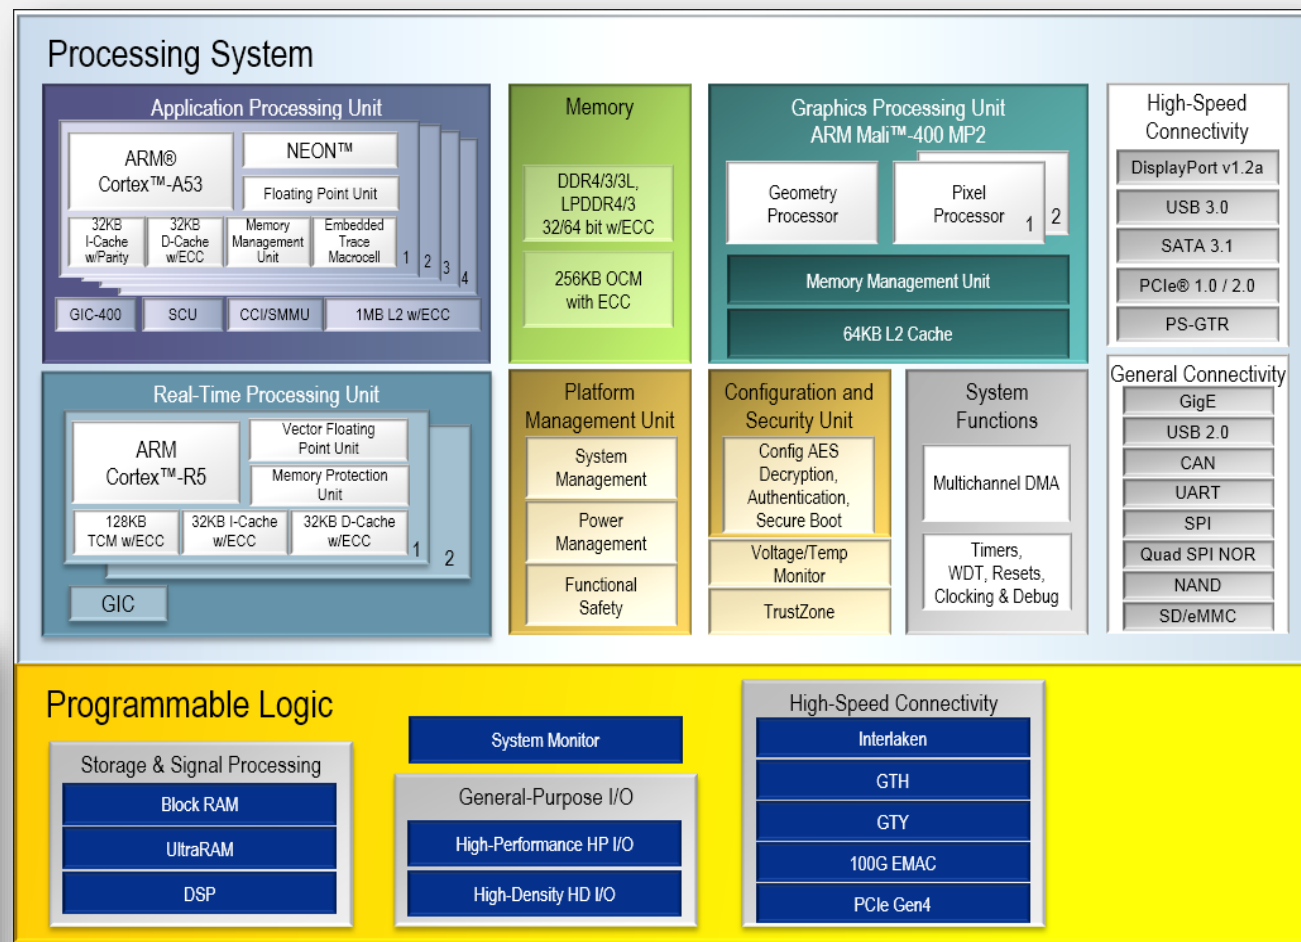 Processing System
Application Processing Unit
ARM®
Cortex™-A53
NEON™
Floating Point Unit
32KB
I-Cache
w/Parity
32KB
D-Cache
w/ECC
Memory
Management
Unit
Embedded
Trace
Macrocell
1
2
3
4
GIC-400
SCU
CCI/SMMU
1MB L2 w/ECC
Memory
DDR4/3/3L,
LPDDR4/3
32/64 bit w/ECC
256KB OCM
with ECC
Graphics Processing Unit
ARM Mali™-400 MP2
Geometry
Processor
Pixel
Processor
1
2
Memory Management Unit
64KB L2 Cache
High-Speed
Connectivity
DisplayPort v1.2a
USB 3.0
SATA 3.1
PCIe® 1.0 / 2.0
PS-GTR
Real-Time Processing Unit
ARM
Cortex™-R5
Vector Floating
Point Unit
Memory Protection
Unit
128KB
TCM w/ECC
32KB I-Cache
w/ECC
32KB D-Cache
w/ECC
1
2
GIC
Platform
Management Unit
System
Management
Power
Management
Functional
Safety
Configuration and
Security Unit
Config AES
Decryption,
Authentication,
Secure Boot
Voltage/Temp
Monitor
TrustZone
System
Functions
Multichannel DMA
Timers,
WDT, Resets,
Clocking & Debug
General Connectivity
GigE
USB 2.0
CAN
UART
SPI
Quad SPI NOR
NAND
SD/eMMC
Programmable Logic
Storage & Signal Processing
Block RAM
UltraRAM
DSP
System Monitor
General-Purpose I/O
High-Performance HP I/O
High-Density HD I/O
High-Speed Connectivity
Interlaken
GTH
GTY
100G EMAC
PCIe Gen4